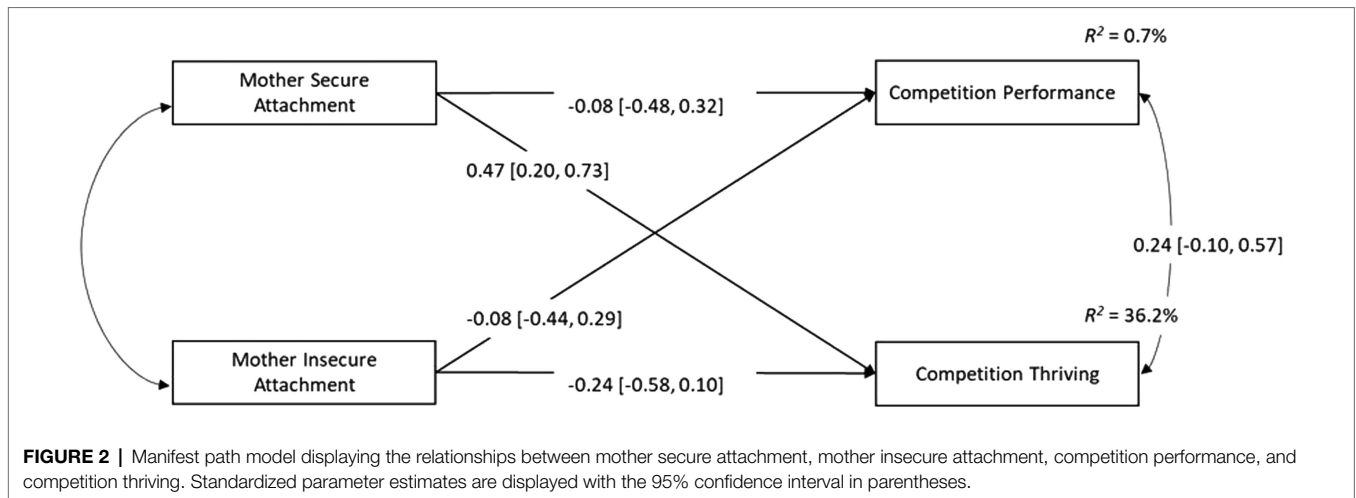 R² = 0.7%
Mother Secure
Attachment
Competition Performance
-0.08 [-0.48, 0.32]
0.47 [0.20, 0.73]
0.24 [-0.10, 0.57]
-0.08 [-0.44, 0.29]
R² = 36.2%
Mother Insecure
Attachment
Competition Thriving
-0.24 [-0.58, 0.10]
FIGURE 2 | Manifest path model displaying the relationships between mother secure attachment, mother insecure attachment, competition performance, and
competition thriving. Standardized parameter estimates are displayed with the 95% confidence interval in parentheses.